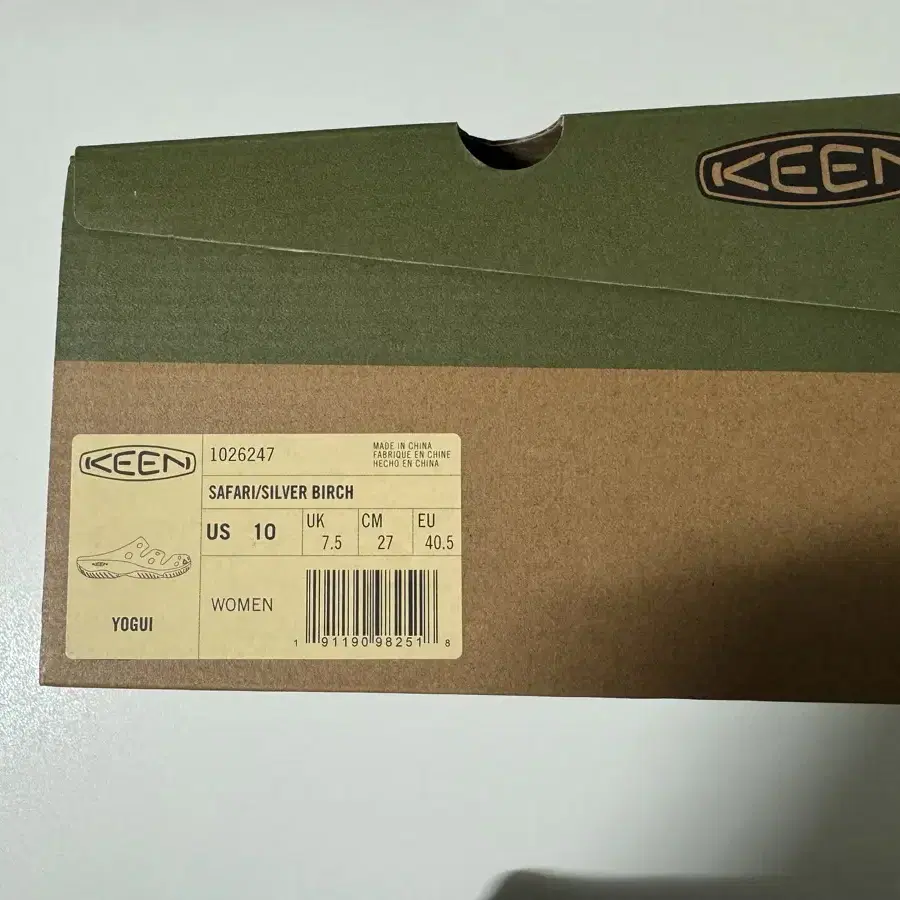 KEEN
KEEN
1026247
MADE IN CHINA
FABRIQUE EN CHINE
HECHO EN CHINA
SAFARI/SILVER BIRCH
US 10
UK 7.5
CM 27
EU 40.5
KEEN
YOGUI
WOMEN
1 91190 98251 8